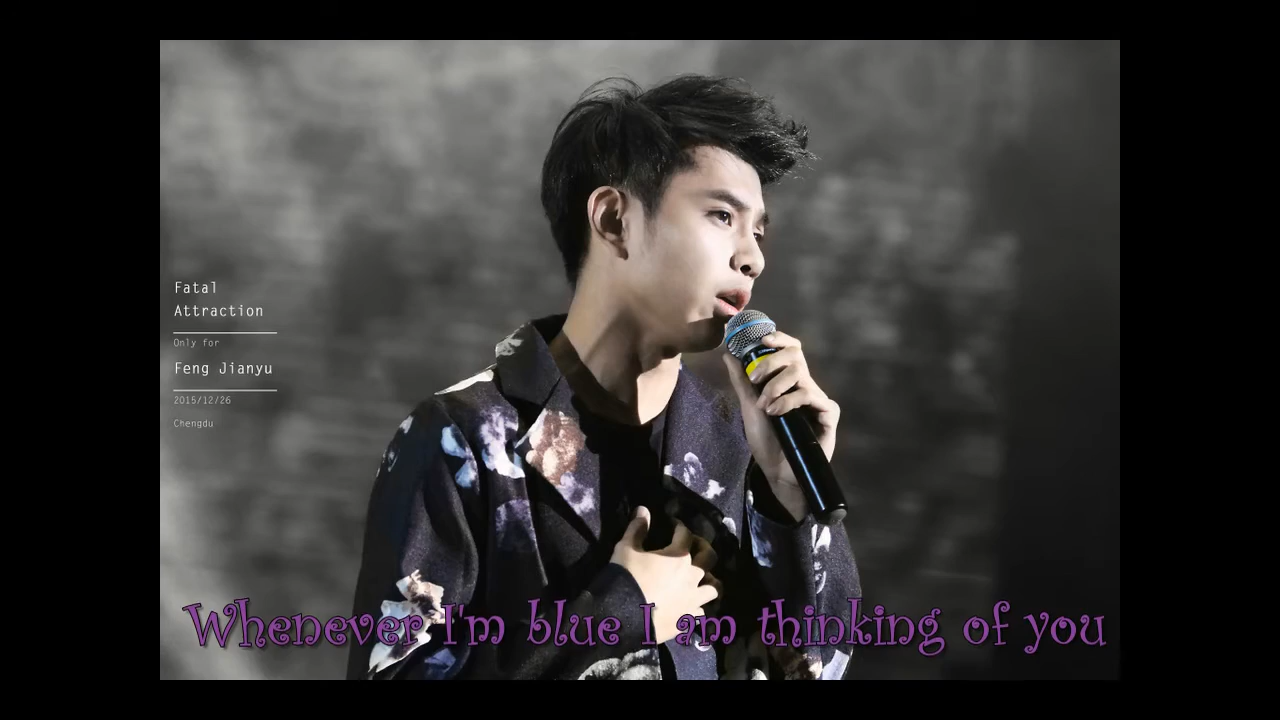 Fatal
Attraction
Only for
Feng Jianyu
2015/12/26
Chengdu
Whenever I'm blue I am thinking of you